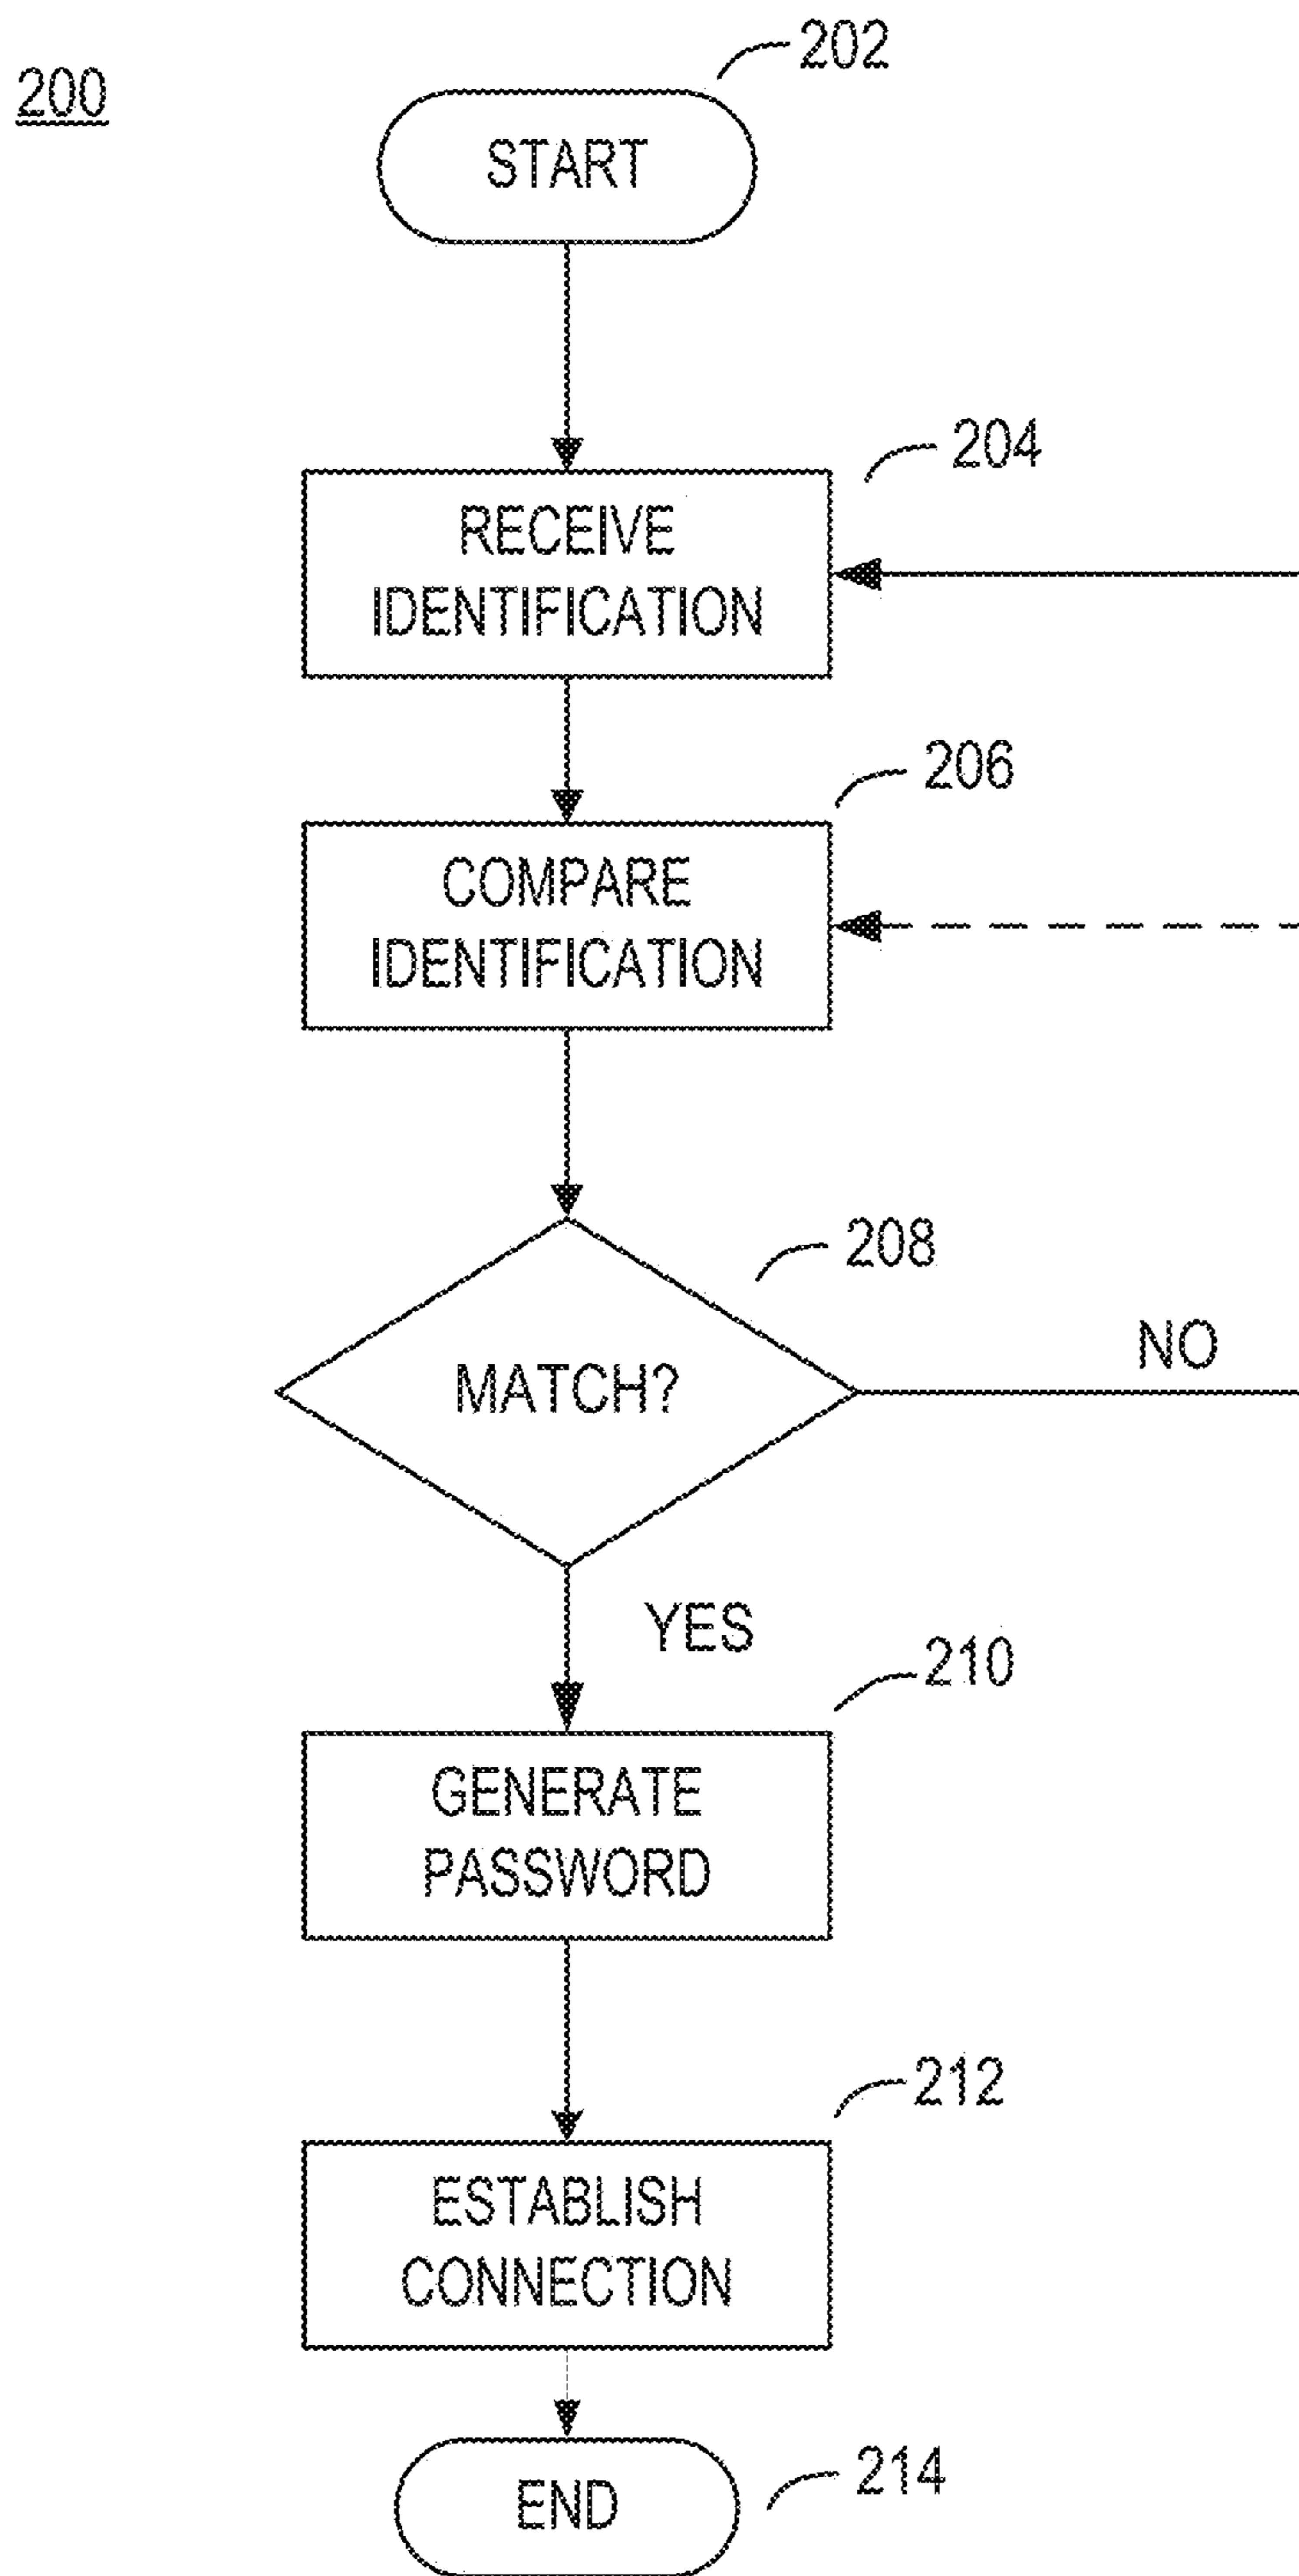 200
202
START
204
RECEIVE
IDENTIFICATION
206
COMPARE
IDENTIFICATION
208
MATCH?
NO
YES
210
GENERATE
PASSWORD
212
ESTABLISH
CONNECTION
214
END